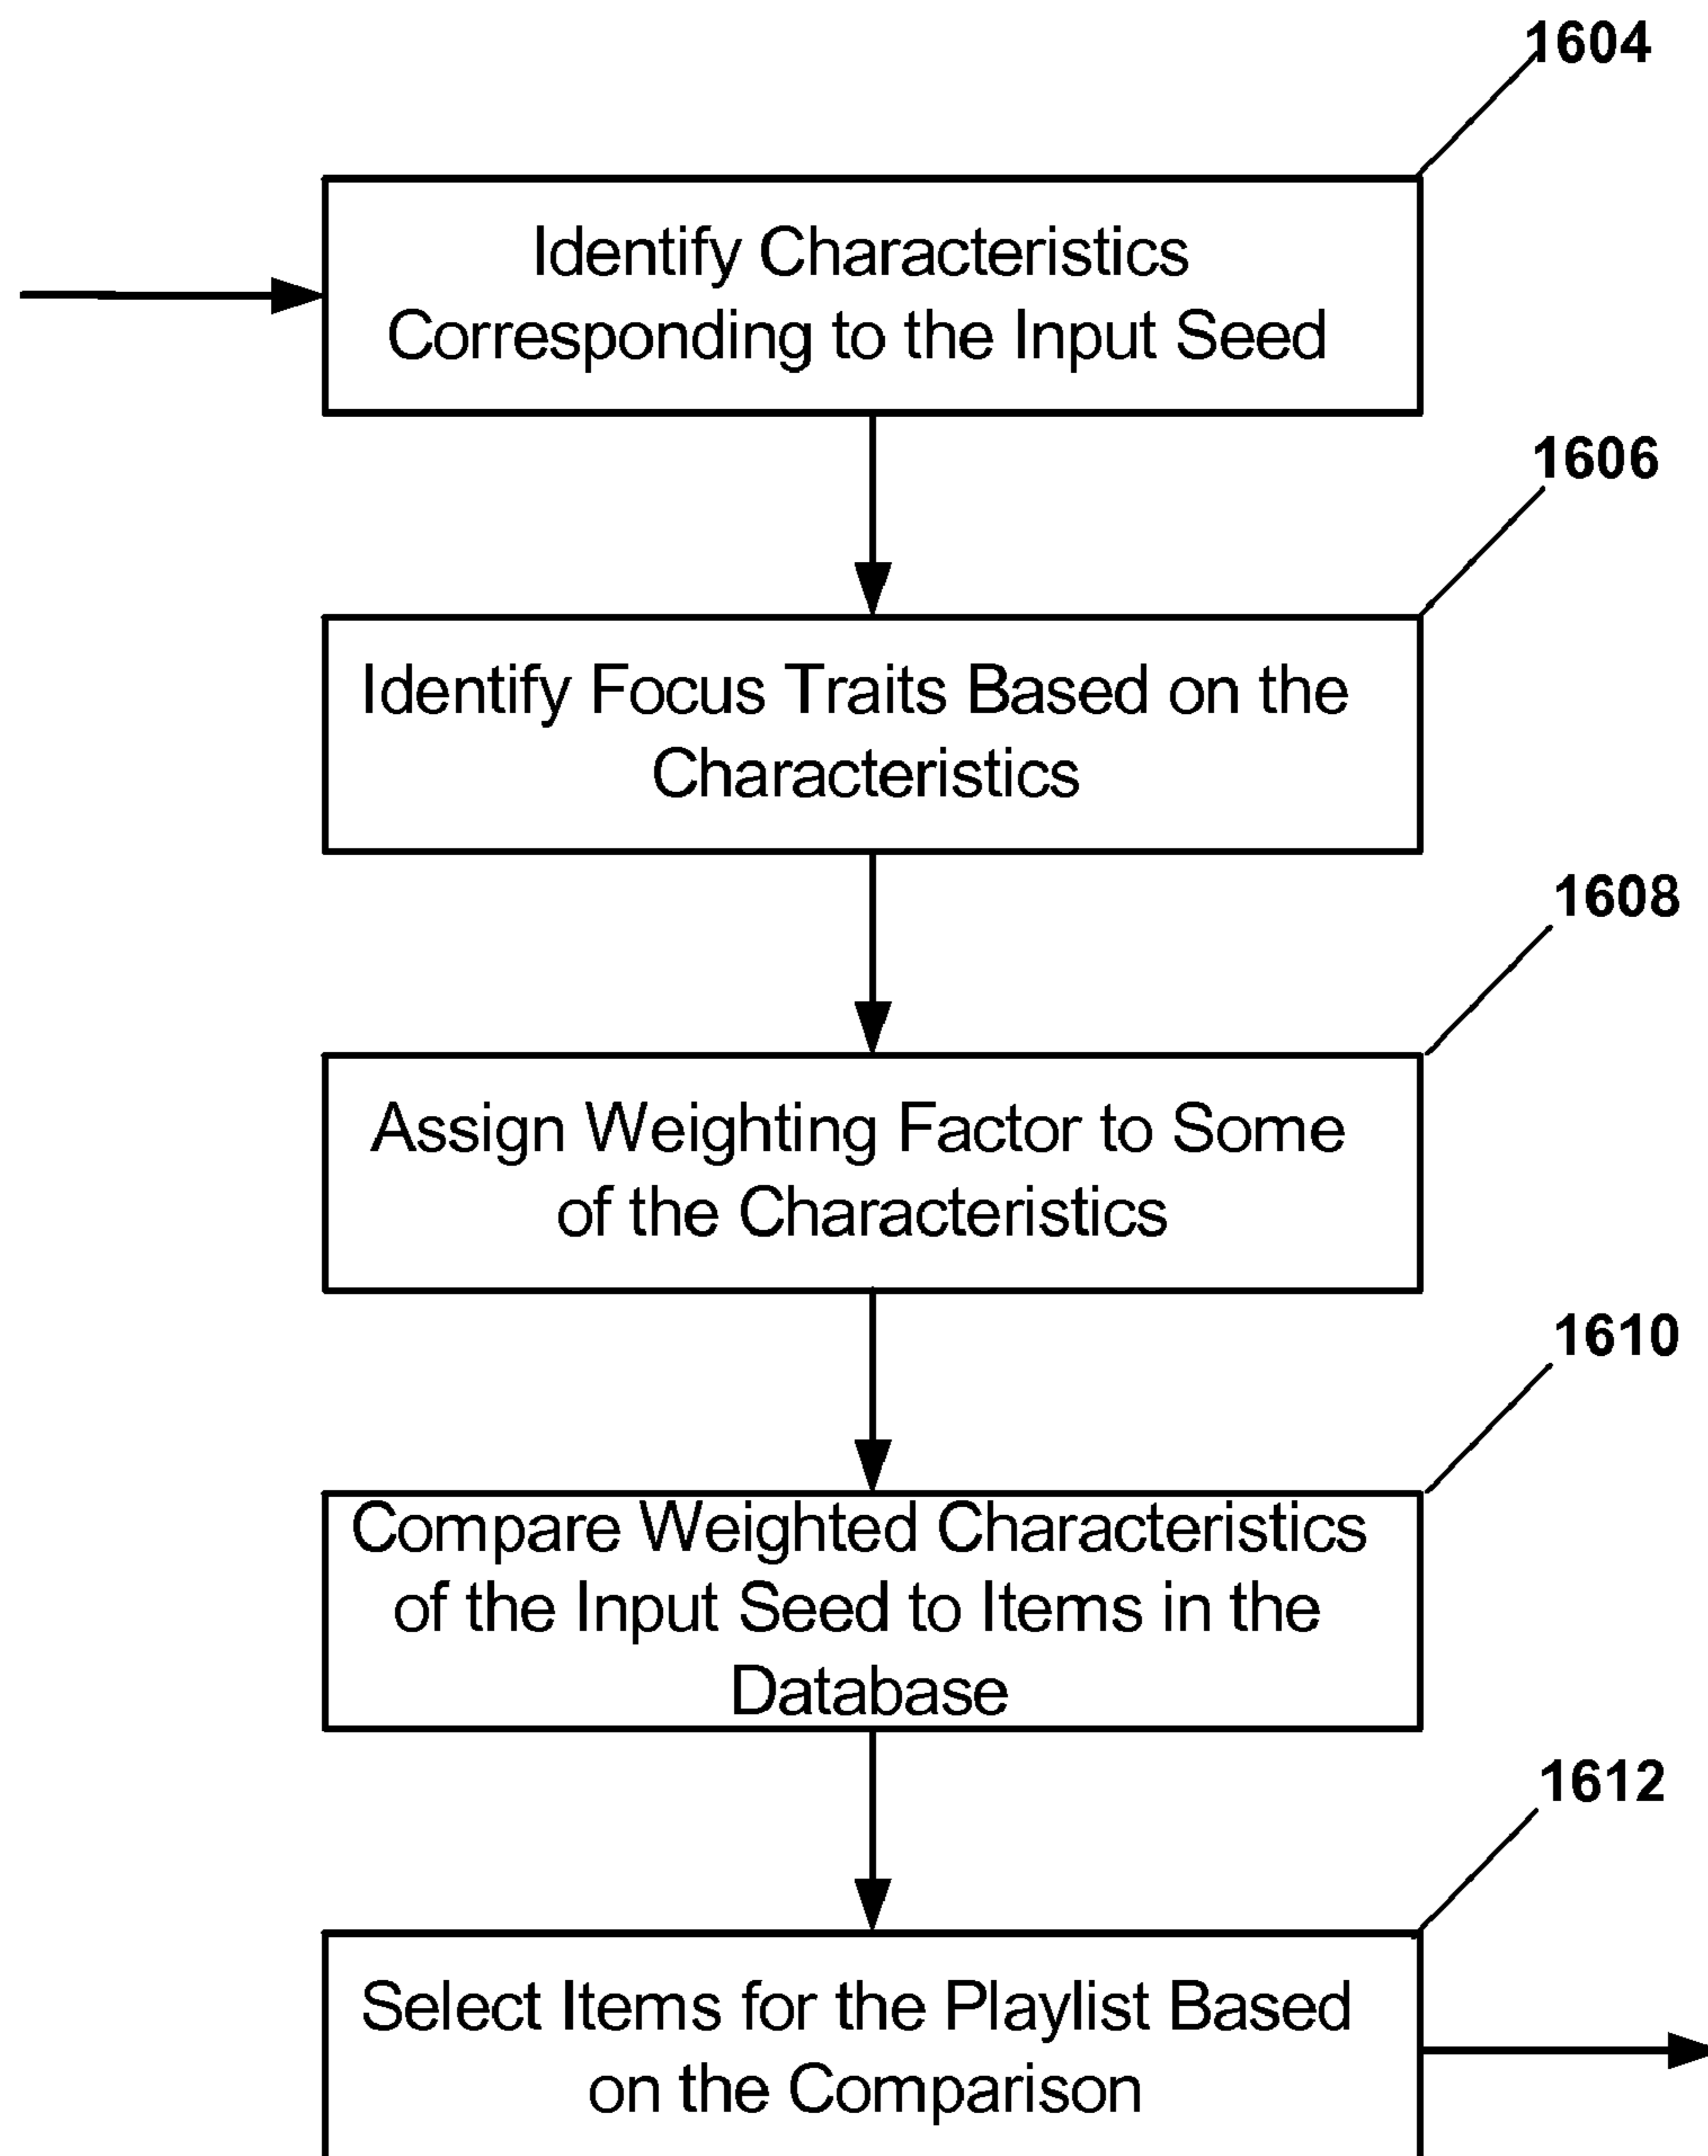 1604
Identify Characteristics
Corresponding to the Input Seed
1606
Identify Focus Traits Based on the
Characteristics
1608
Assign Weighting Factor to Some
of the Characteristics
1610
Compare Weighted Characteristics
of the Input Seed to Items in the
Database
1612
Select Items for the Playlist Based
on the Comparison